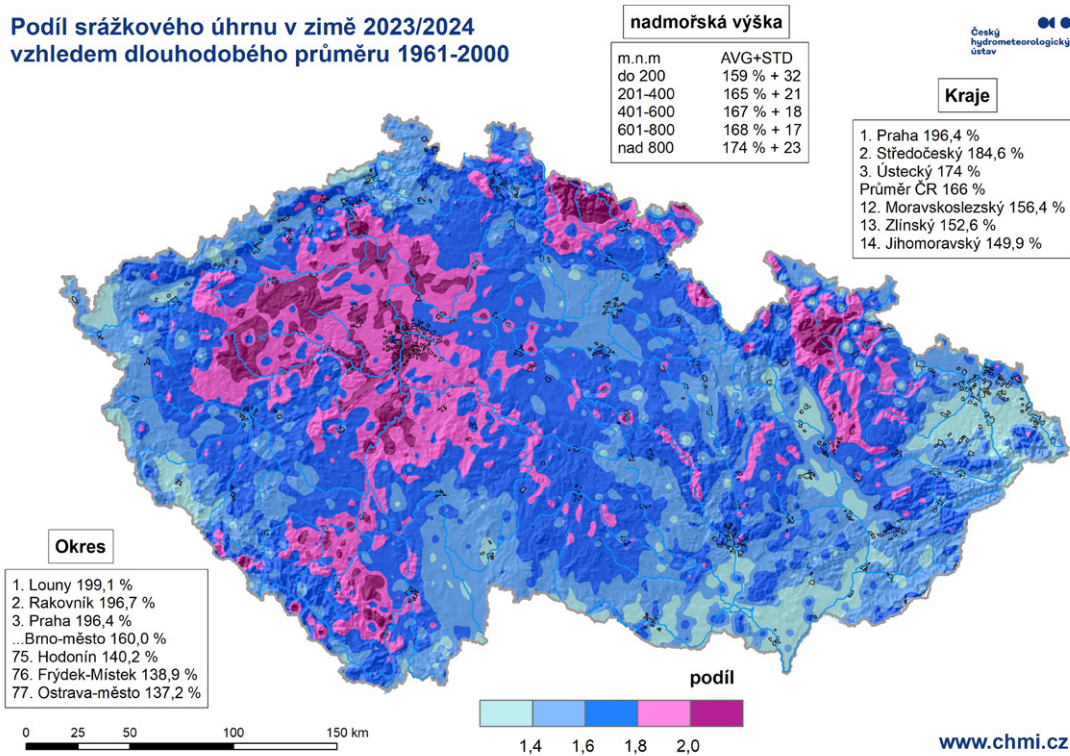 Podíl srážkového úhrnu v zimě 2023/2024
vzhledem dlouhodobého průměru 1961-2000
nadmořská výška
m.n.m AVG+STD
do 200 159 % + 32
201-400 165 % + 21
401-600 167 % + 18
601-800 168 % + 17
nad 800 174 % + 23
Český
hydrometeorologický
ústav
Kraje
1. Praha 196,4 %
2. Středočeský 184,6 %
3. Ústecký 174 %
Průměr ČR 166 %
12. Moravskoslezský 156,4 %
13. Zlínský 152,6 %
14. Jihomoravský 149,9 %
Okres
1. Louny 199,1 %
2. Rakovník 196,7 %
3. Praha 196,4 %
...Brno-město 160,0 %
75. Hodonín 140,2 %
76. Frýdek-Místek 138,9 %
77. Ostrava-město 137,2 %
0 50 100 150 km
podíl
1,4 1,6 1,8 2,0
www.chmi.cz